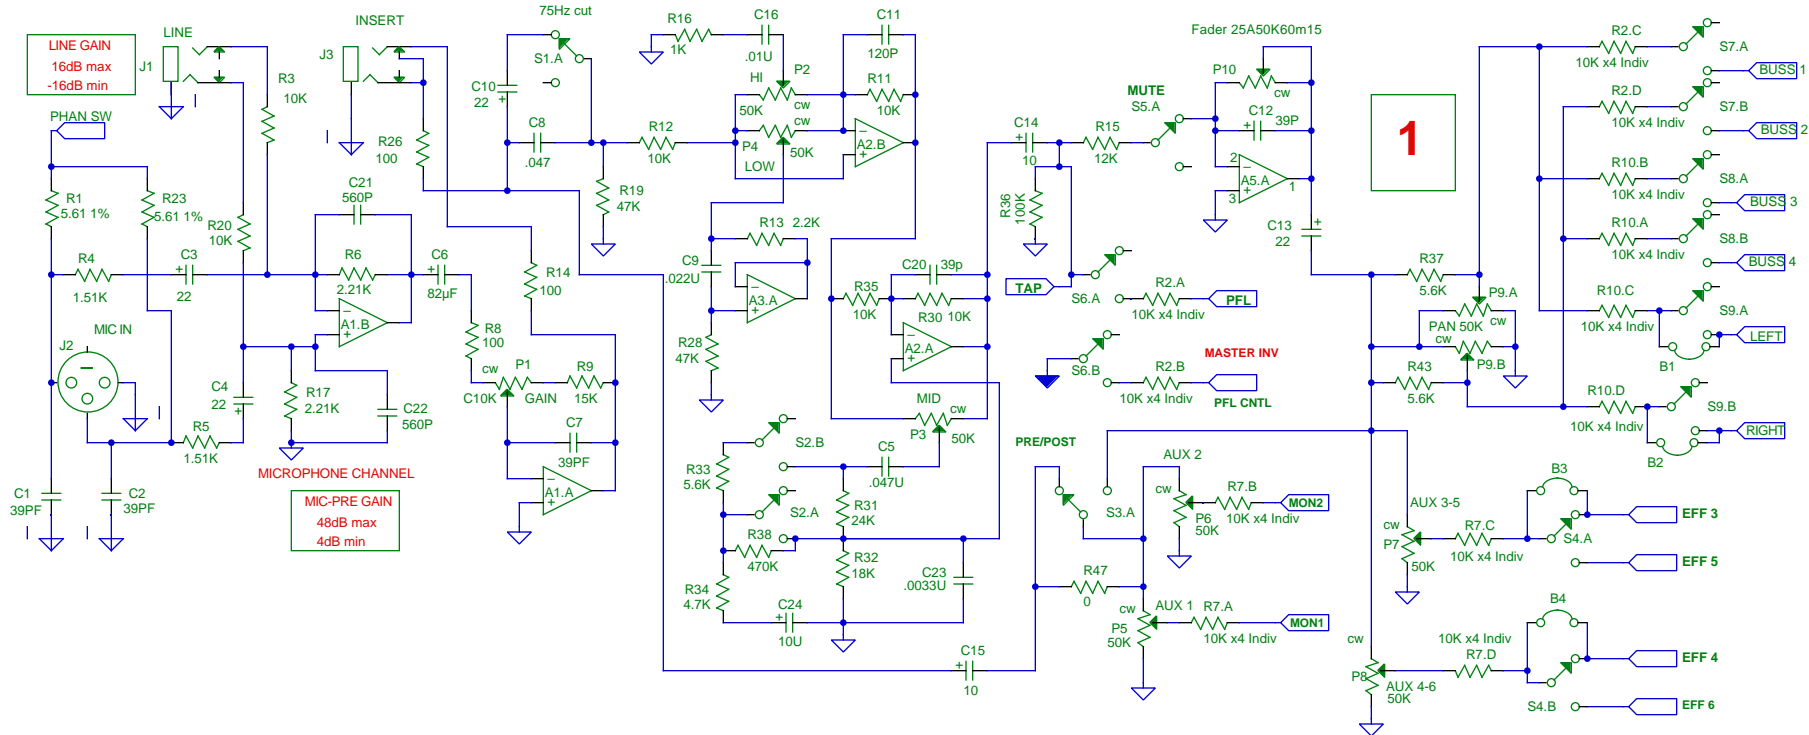 LINE GAIN
16dB max
-16dB min
LINE
J1
R3
10K
PHAN SW
INSERT
J3
R26
100
75Hz cut
S1.A
C10
22
C8
.047
R16
1K
C16
.01U
P2
HI
50K
cw
C11
120P
R11
10K
R12
10K
P4
cw
50K
LOW
A2.B
R19
47K
R1
5.61 1%
R23
5.61 1%
R20
10K
C21
560P
R4
1.51K
C3
22
R6
2.21K
A1.B
C6
82µF
R14
100
MIC IN
J2
R8
100
P1
cw
C10K
GAIN
R9
15K
C4
22
R17
2.21K
C22
560P
R5
1.51K
C7
39PF
A1.A
C1
39PF
C2
39PF
MICROPHONE CHANNEL
MIC-PRE GAIN
48dB max
4dB min
R13
2.2K
C9
.022U
A3.A
R28
47K
C20
39p
R35
10K
R30
10K
A2.A
MID
cw
P3
50K
S2.B
R33
5.6K
S2.A
C5
.047U
R31
24K
R38
470K
R32
18K
C23
.0033U
R34
4.7K
C24
10U
C15
10
C14
10
R15
12K
R36
100K
MUTE
S5.A
Fader 25A50K60m15
P10
cw
C12
39P
2
3
A5.A
1
C13
22
1
TAP
S6.A
R2.A
10K x4 Indiv
PFL
S6.B
MASTER INV
R2.B
10K x4 Indiv
PFL CNTL
PRE/POST
S3.A
AUX 2
cw
P6
50K
R7.B
10K x4 Indiv
MON2
R47
0
cw
AUX 1
P5
50K
R7.A
10K x4 Indiv
MON1
R37
5.6K
P9.A
PAN 50K
cw
cw
P9.B
R43
5.6K
R2.C
10K x4 Indiv
S7.A
BUSS 1
R2.D
10K x4 Indiv
S7.B
BUSS 2
R10.B
10K x4 Indiv
S8.A
BUSS 3
R10.A
10K x4 Indiv
S8.B
BUSS 4
R10.C
10K x4 Indiv
S9.A
LEFT
B1
R10.D
10K x4 Indiv
S9.B
RIGHT
B2
AUX 3-5
cw
P7
50K
R7.C
10K x4 Indiv
B3
S4.A
EFF 3
EFF 5
cw
P8
AUX 4-6
50K
10K x4 Indiv
R7.D
B4
S4.B
EFF 4
EFF 6